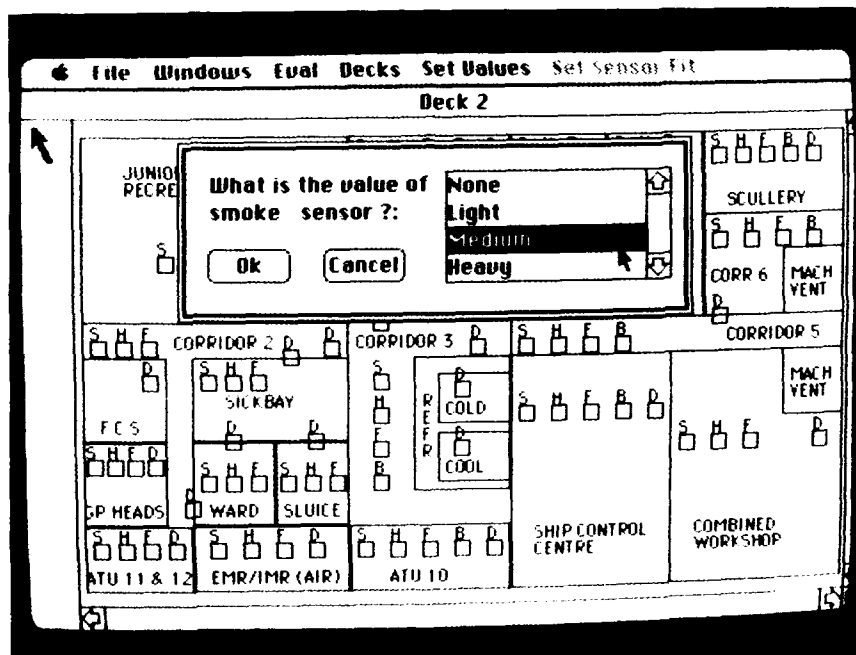 File Windows Eval Decks Set Values Set Sensor Fit
Deck 2
JUNIO
RECRE
What is the value of
smoke sensor ?:
None
Light
Medium
Heavy
Ok Cancel
S
S H F B D
SCULLERY
S H F B
CORR 6
MACH
VENT
D
S H F
CORRIDOR 2
D D
CORRIDOR 3
D
S H F B
CORRIDOR 5
D
F C S
S H F
SICKBAY
D D
S
H
F
B
REFR
D
COLD
D
COOL
S H F B D
SHIP CONTROL
CENTRE
MACH
VENT
S H F D
COMBINED
WORKSHOP
S H F D
GP HEADS
D
S H F
WARD
S H F
SLUICE
S H F D
ATU 11 & 12
S H F D
EMR/IMR (AIR)
S H F B D
ATU 10